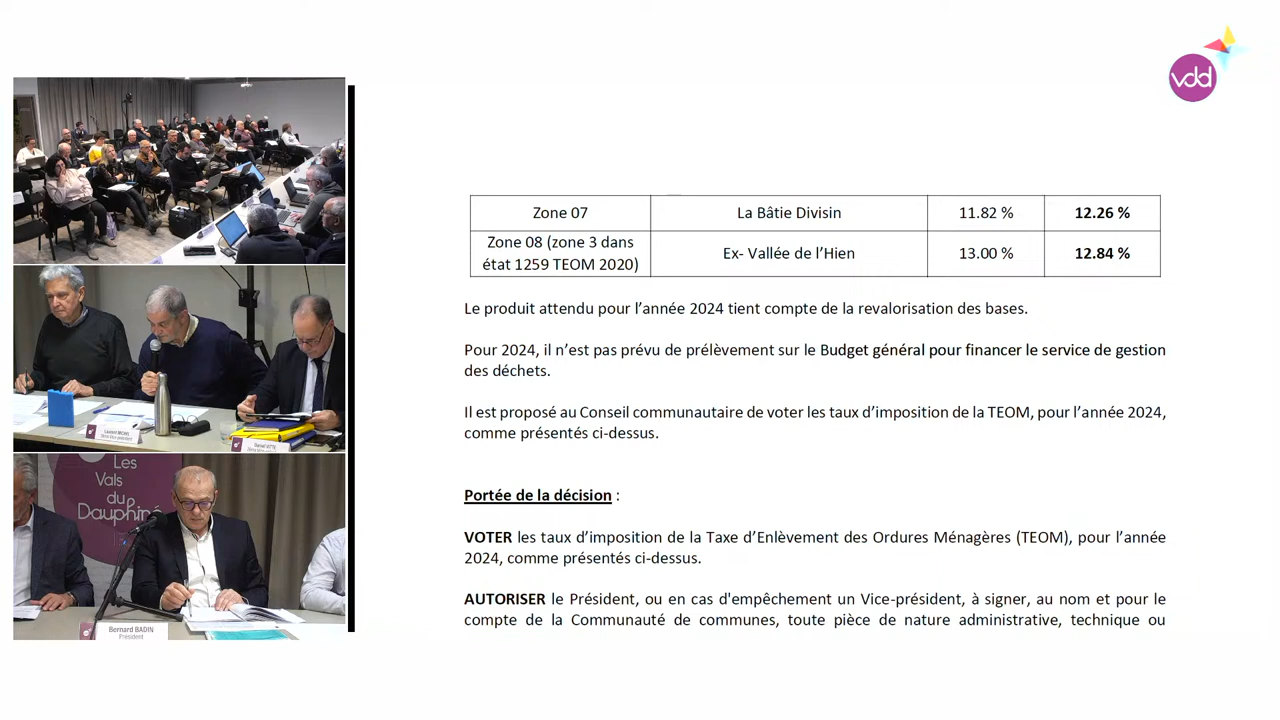 vdd
Zone 07
La Bâtie Divisin
11.82 %
12.26 %
Zone 08 (zone 3 dans
état 1259 TEOM 2020)
Ex- Vallée de l’Hien
13.00 %
12.84 %
Le produit attendu pour l’année 2024 tient compte de la revalorisation des bases.
Pour 2024, il n’est pas prévu de prélèvement sur le Budget général pour financer le service de gestion
des déchets.
Il est proposé au Conseil communautaire de voter les taux d’imposition de la TEOM, pour l’année 2024,
comme présentés ci-dessus.
Portée de la décision :
VOTER les taux d’imposition de la Taxe d’Enlèvement des Ordures Ménagères (TEOM), pour l’année
2024, comme présentés ci-dessus.
AUTORISER le Président, ou en cas d'empêchement un Vice-président, à signer, au nom et pour le
compte de la Communauté de communes, toute pièce de nature administrative, technique ou
Les
Vals
du
Dauphiné
Bernard BADIN
Président